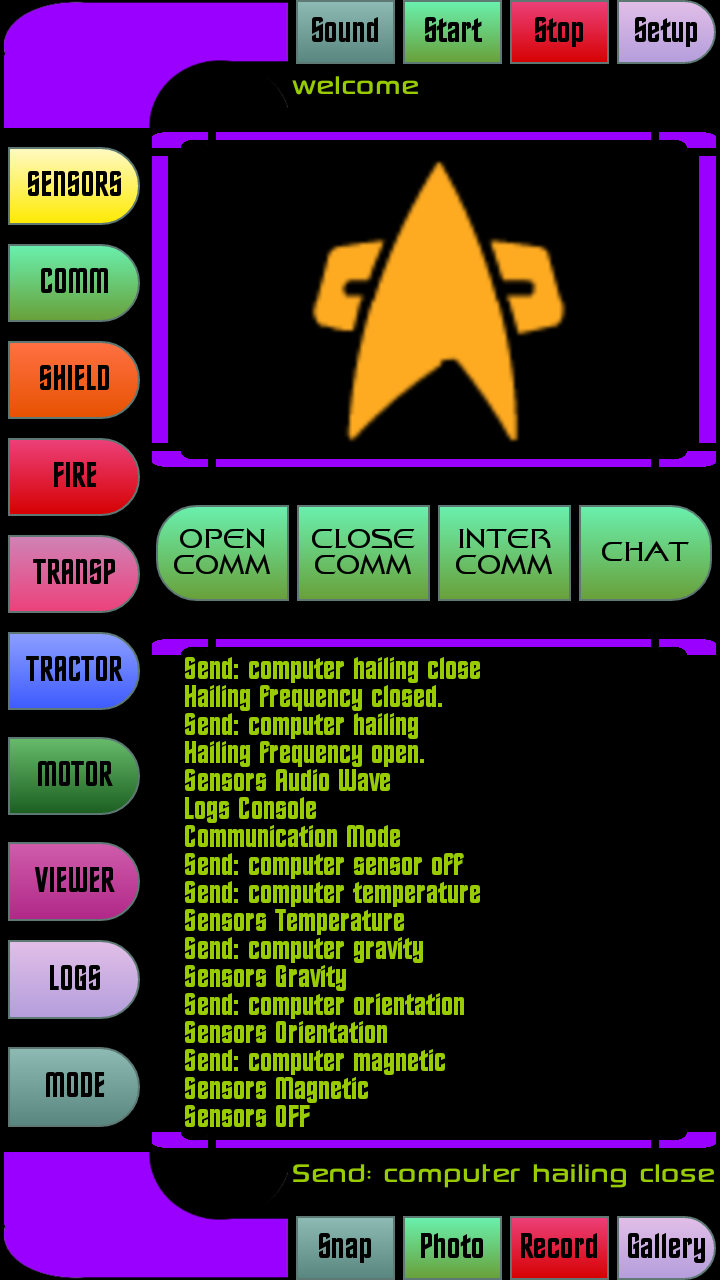 Sound Start Stop Setup
welcome
SENSORS
COMM
SHIELD
FIRE
TRANSP
TRACTOR
MOTOR
VIEWER
LOGS
MODE
OPEN COMM
CLOSE COMM
INTER COMM
CHAT
Send: computer hailing close
Hailing frequency closed.
Send: computer hailing
Hailing frequency open.
Sensors Audio Wave
Logs Console
Communication Mode
Send: computer sensor off
Send: computer temperature
Sensors Temperature
Send: computer gravity
Sensors Gravity
Send: computer orientation
Sensors Orientation
Send: computer magnetic
Sensors Magnetic
Sensors OFF
Send: computer hailing close
Snap Photo Record Gallery